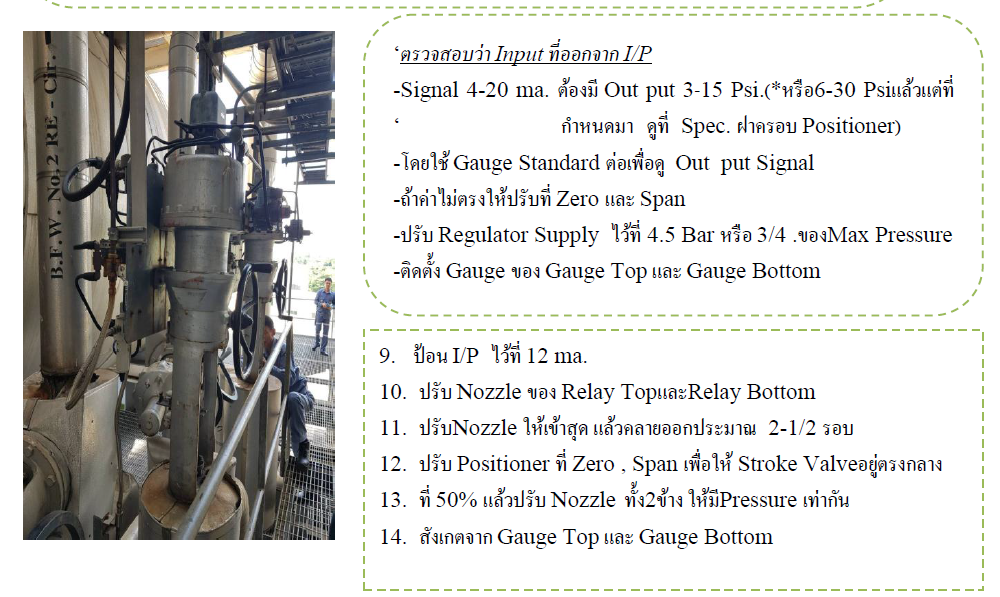 B.F.W. No.2 RE - Cir.
‘ตรวจสอบว่า Input ที่ออกจาก I/P
-Signal 4-20 ma. ต้องมี Out put 3-15 Psi.(*หรือ6-30 Psiแล้วแต่ที่
‘ กำหนดมา ดูที่ Spec. ฝาครอบ Positioner)
-โดยใช้ Gauge Standard ต่อเพื่อดู Out put Signal
-ถ้าค่าไม่ตรงให้ปรับที่ Zero และ Span
-ปรับ Regulator Supply ไว้ที่ 4.5 Bar หรือ 3/4 .ของMax Pressure
-ติดตั้ง Gauge ของ Gauge Top และ Gauge Bottom
9. ป้อน I/P ไว้ที่ 12 ma.
10. ปรับ Nozzle ของ Relay TopและRelay Bottom
11. ปรับNozzle ให้เข้าสุด แล้วคลายออกประมาณ 2-1/2 รอบ
12. ปรับ Positioner ที่ Zero , Span เพื่อให้ Stroke Valveอยู่ตรงกลาง
13. ที่ 50% แล้วปรับ Nozzle ทั้ง2ข้าง ให้มีPressure เท่ากัน
14. สังเกตจาก Gauge Top และ Gauge Bottom